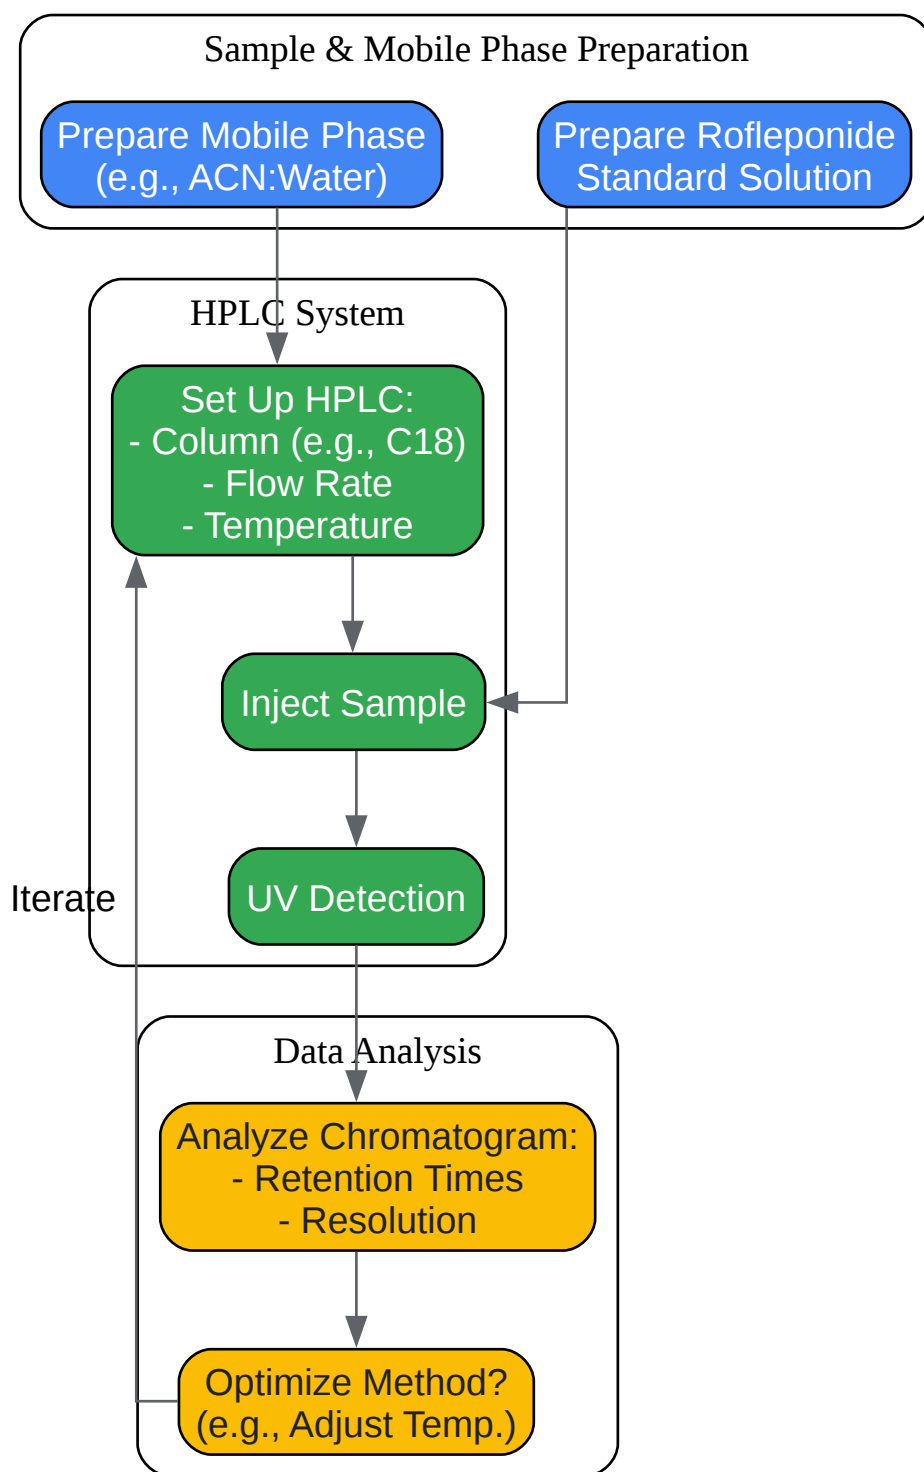 Sample & Mobile Phase Preparation
Prepare Mobile Phase
(e.g., ACN:Water)
Prepare Rofleponide
Standard Solution
HPLC System
Set Up HPLC:
- Column (e.g., C18)
- Flow Rate
- Temperature
Inject Sample
UV Detection
Iterate
Data Analysis
Analyze Chromatogram:
- Retention Times
- Resolution
Optimize Method?
(e.g., Adjust Temp.)